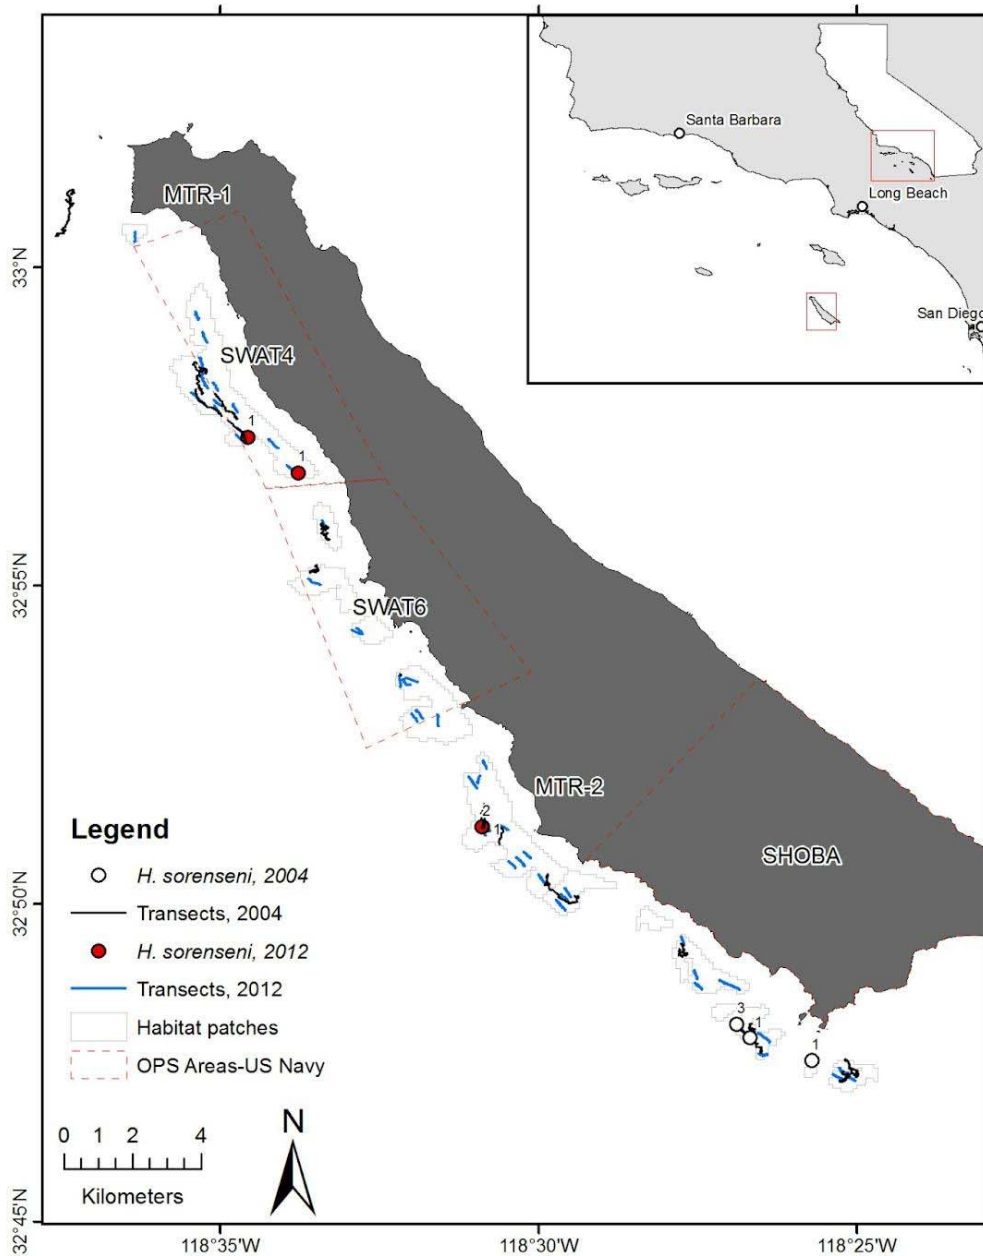 Santa Barbara
Long Beach
San Diego
MTR-1
33°N
SWAT4
1
1
32°55'N
SWAT6
MTR-2
2
1
SHOBA
32°50'N
3
1
1
Legend
H. sorenseni, 2004
Transects, 2004
H. sorenseni, 2012
Transects, 2012
Habitat patches
OPS Areas-US Navy
0 1 2 4
Kilometers
N
32°45'N
118°35'W 118°30'W 118°25'W